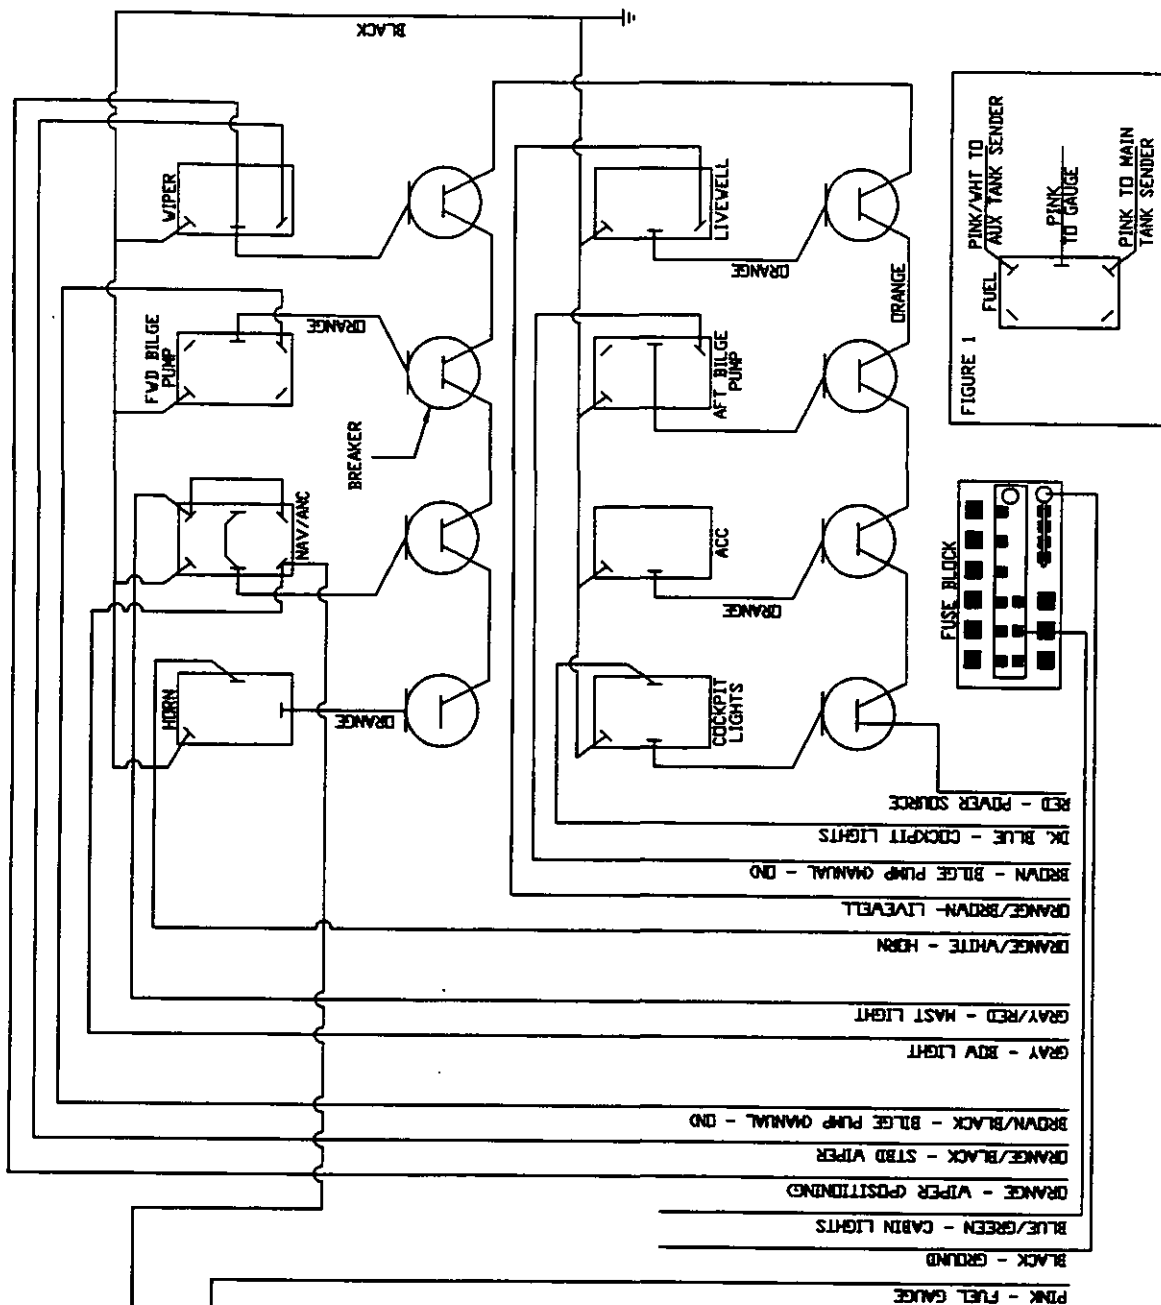 BLACK
WIPER
LIVEWELL
ORANGE
ORANGE
FWD BILGE
PUMP
ORANGE
AFT BILGE
PUMP
BREAKER
NAV/ANC
ACC
ORANGE
HORN
ORANGE
COCKPIT
LIGHTS
FIGURE 1
FUEL
PINK/WHT TO
AUX TANK SENDER
PINK
TO GAUGE
PINK TO MAIN
TANK SENDER
FUSE BLOCK
RED - POWER SOURCE
DK. BLUE - COCKPIT LIGHTS
BROWN - BILGE PUMP (MANUAL - ON)
ORANGE/BROWN- LIVEWELL
ORANGE/WHITE - HORN
GRAY/RED - MAST LIGHT
GRAY - BOW LIGHT
BROWN/BLACK - BILGE PUMP (MANUAL - ON)
ORANGE/BLACK - STBD WIPER
ORANGE - WIPER (POSITIONING)
BLUE/GREEN - CABIN LIGHTS
BLACK - GROUND
PINK - FUEL GAUGE